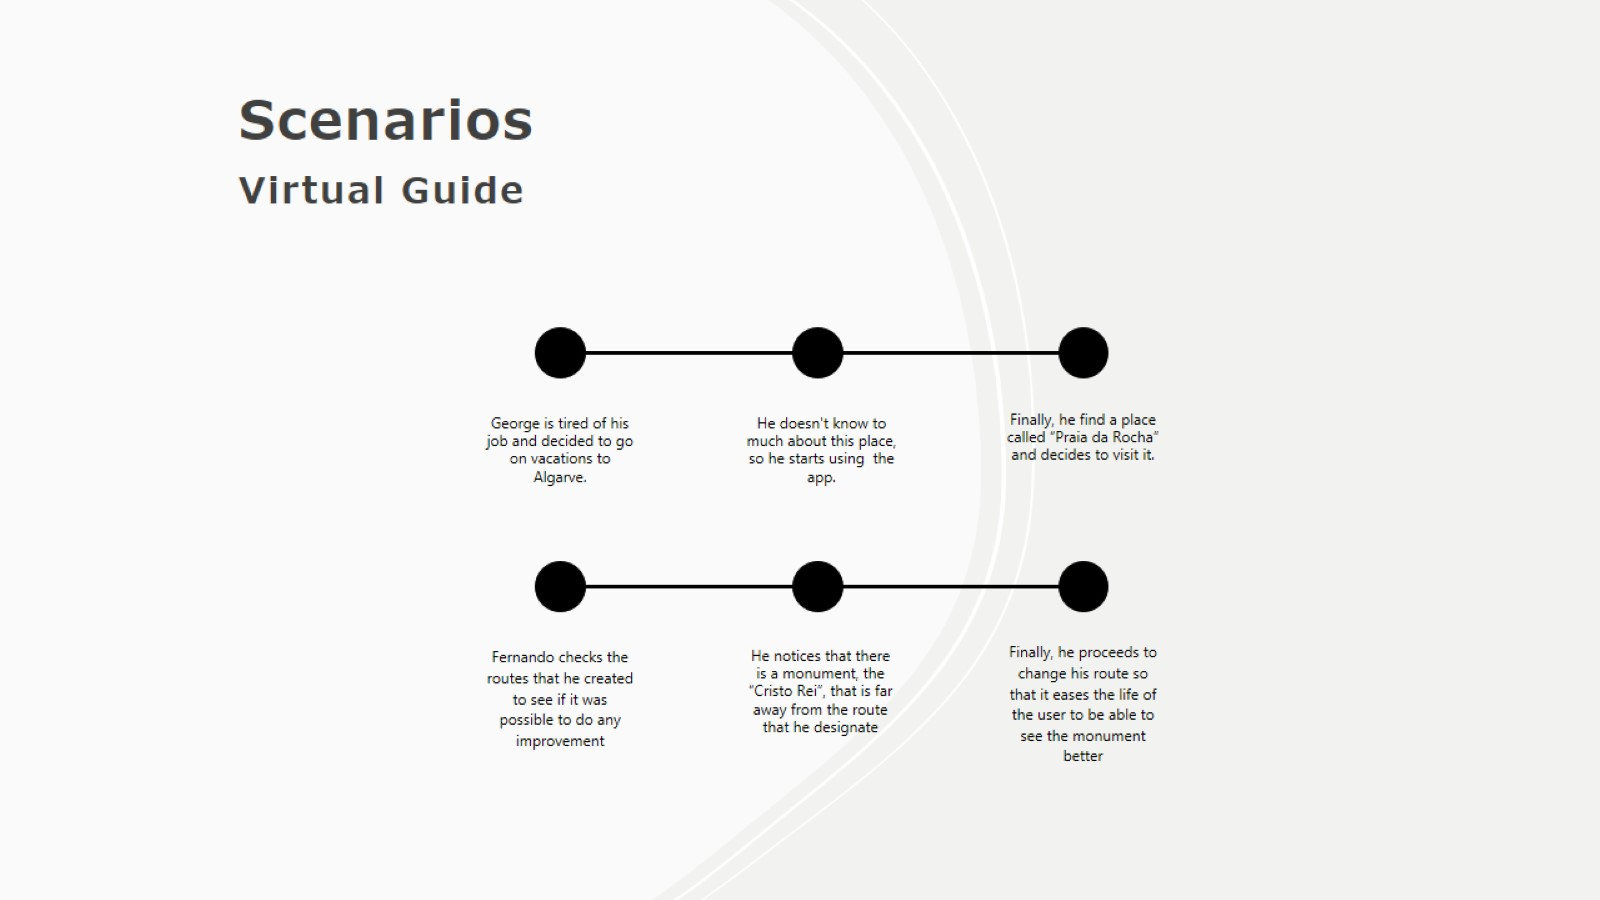 Scenarios
Virtual Guide
George is tired of his
job and decided to go
on vacations to
Algarve.
He doesn't know to
much about this place,
so he starts using  the
app.
Finally, he find a place
called “Praia da Rocha”
and decides to visit it.
Fernando checks the
routes that he created
to see if it was
possible to do any
improvement
He notices that there
is a monument, the
“Cristo Rei”, that is far
away from the route
that he designate
Finally, he proceeds to
change his route so
that it eases the life of
the user to be able to
see the monument
better